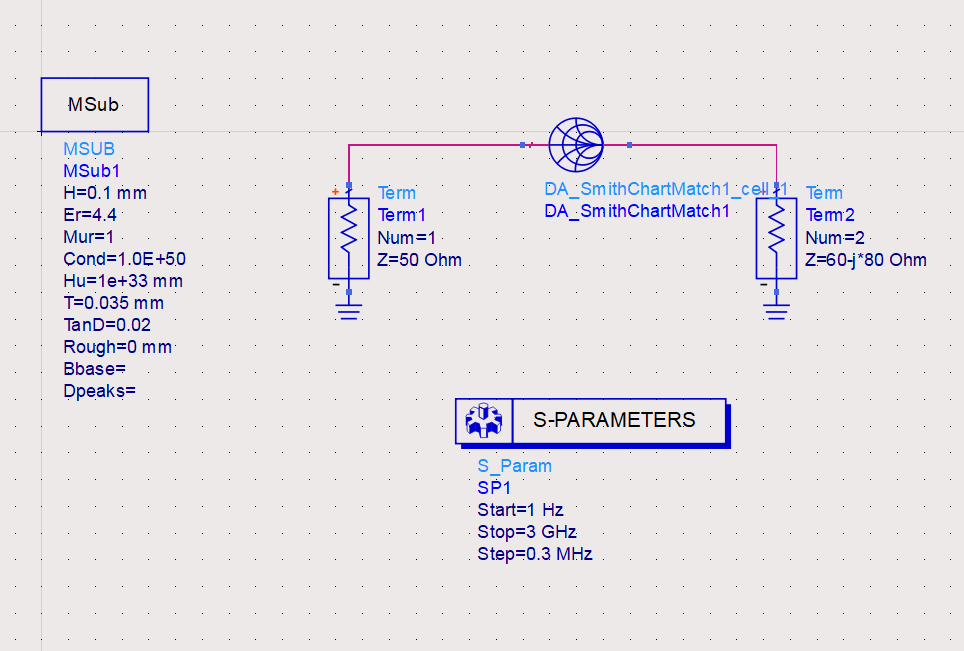 MSub
MSUB
MSub1
H=0.1 mm
Er=4.4
Mur=1
Cond=1.0E+50
Hu=1e+33 mm
T=0.035 mm
TanD=0.02
Rough=0 mm
Bbase=
Dpeaks=
+
Term
Term1
Num=1
Z=50 Ohm
-
DA_SmithChartMatch1
Term
Term2
Num=2
Z=60-j*80 Ohm
-
S-PARAMETERS
S_Param
SP1
Start=1 Hz
Stop=3 GHz
Step=0.3 MHz